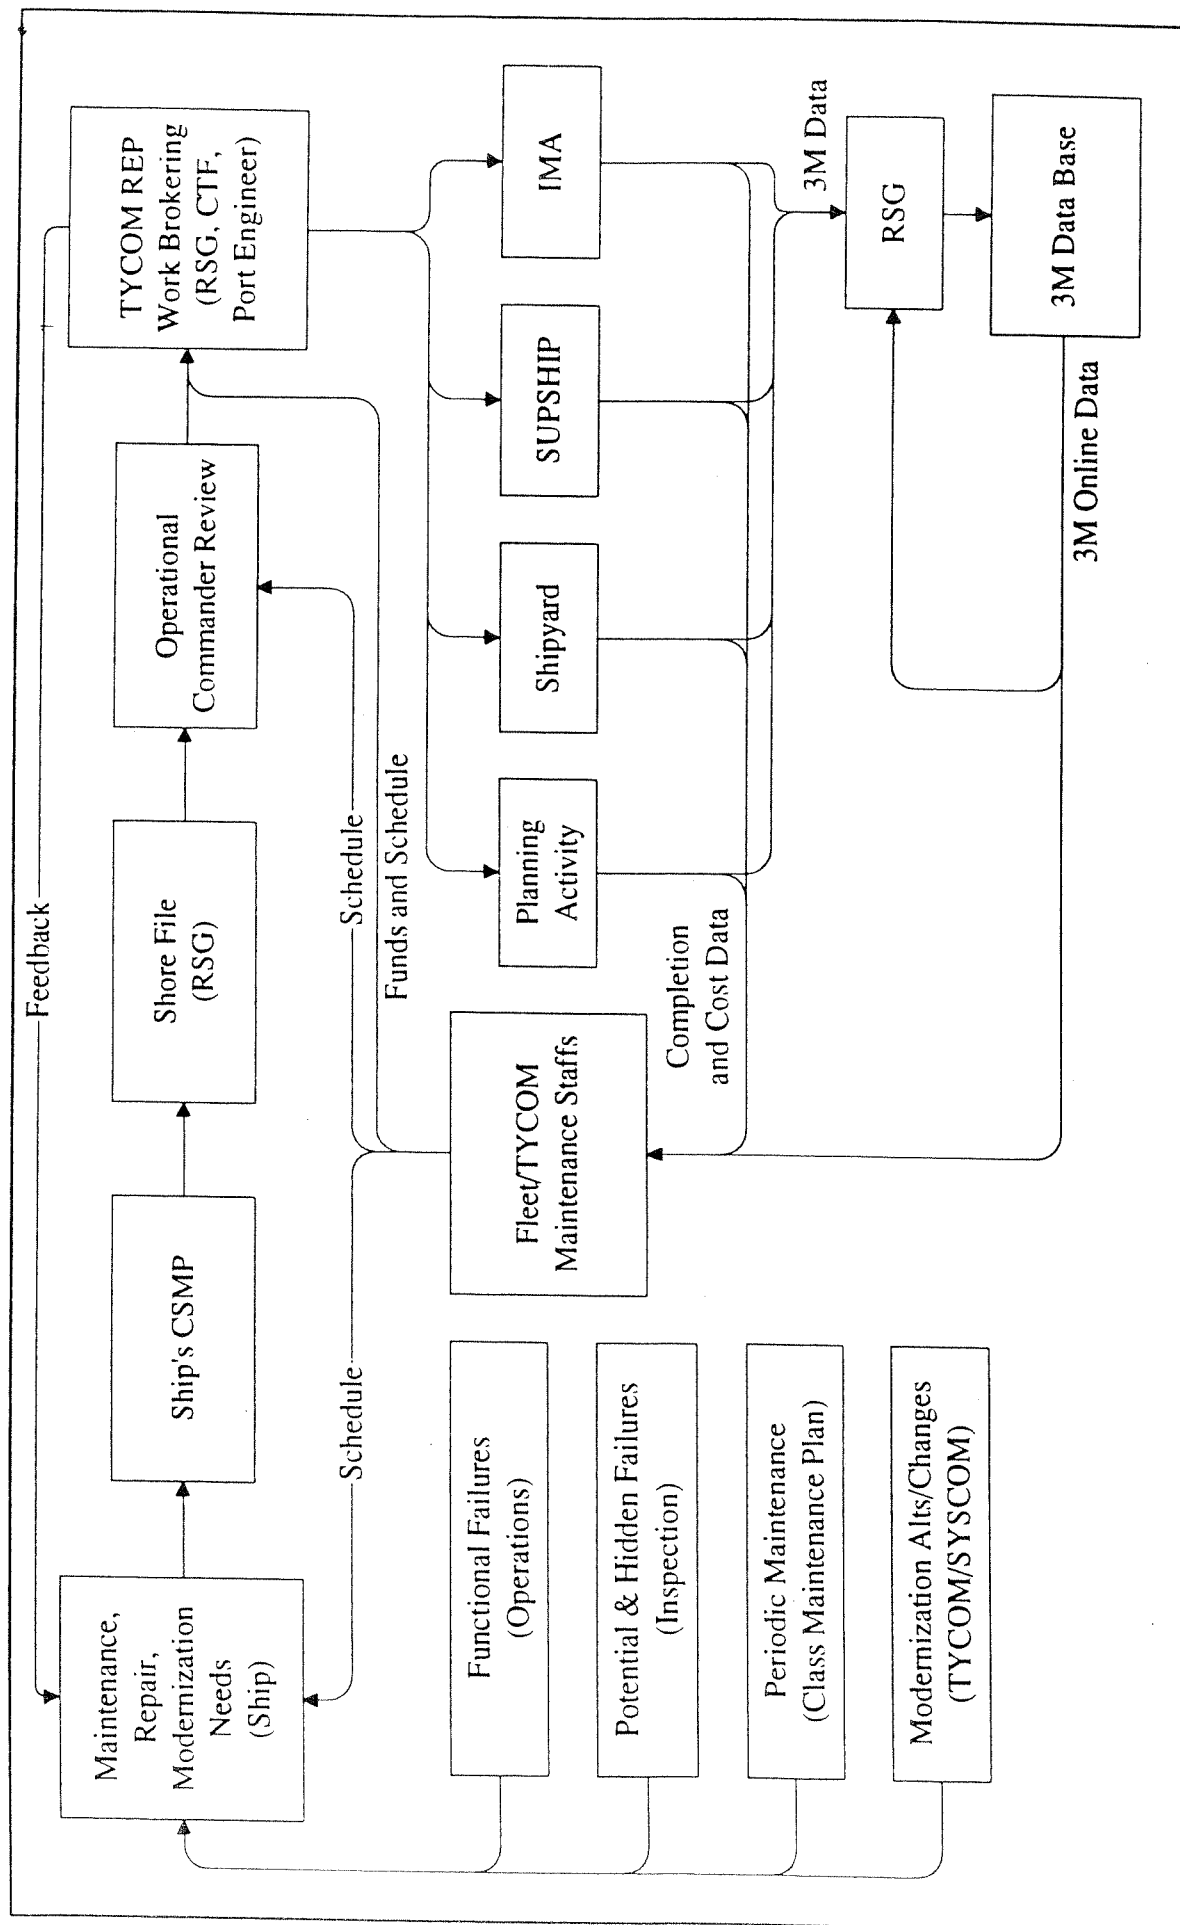 Feedback
Maintenance,
Repair,
Modernization
Needs
(Ship)
Ship's CSMP
Shore File
(RSG)
Operational
Commander Review
TYCOM REP
Work Brokering
(RSG, CTF,
Port Engineer)
Schedule
Schedule
Funds and Schedule
Functional Failures
(Operations)
Potential & Hidden Failures
(Inspection)
Periodic Maintenance
(Class Maintenance Plan)
Modernization Alts/Changes
(TYCOM/SYSCOM)
Fleet/TYCOM
Maintenance Staffs
Planning
Activity
Shipyard
SUPSHIP
IMA
Completion
and Cost Data
3M Data
RSG
3M Data Base
3M Online Data